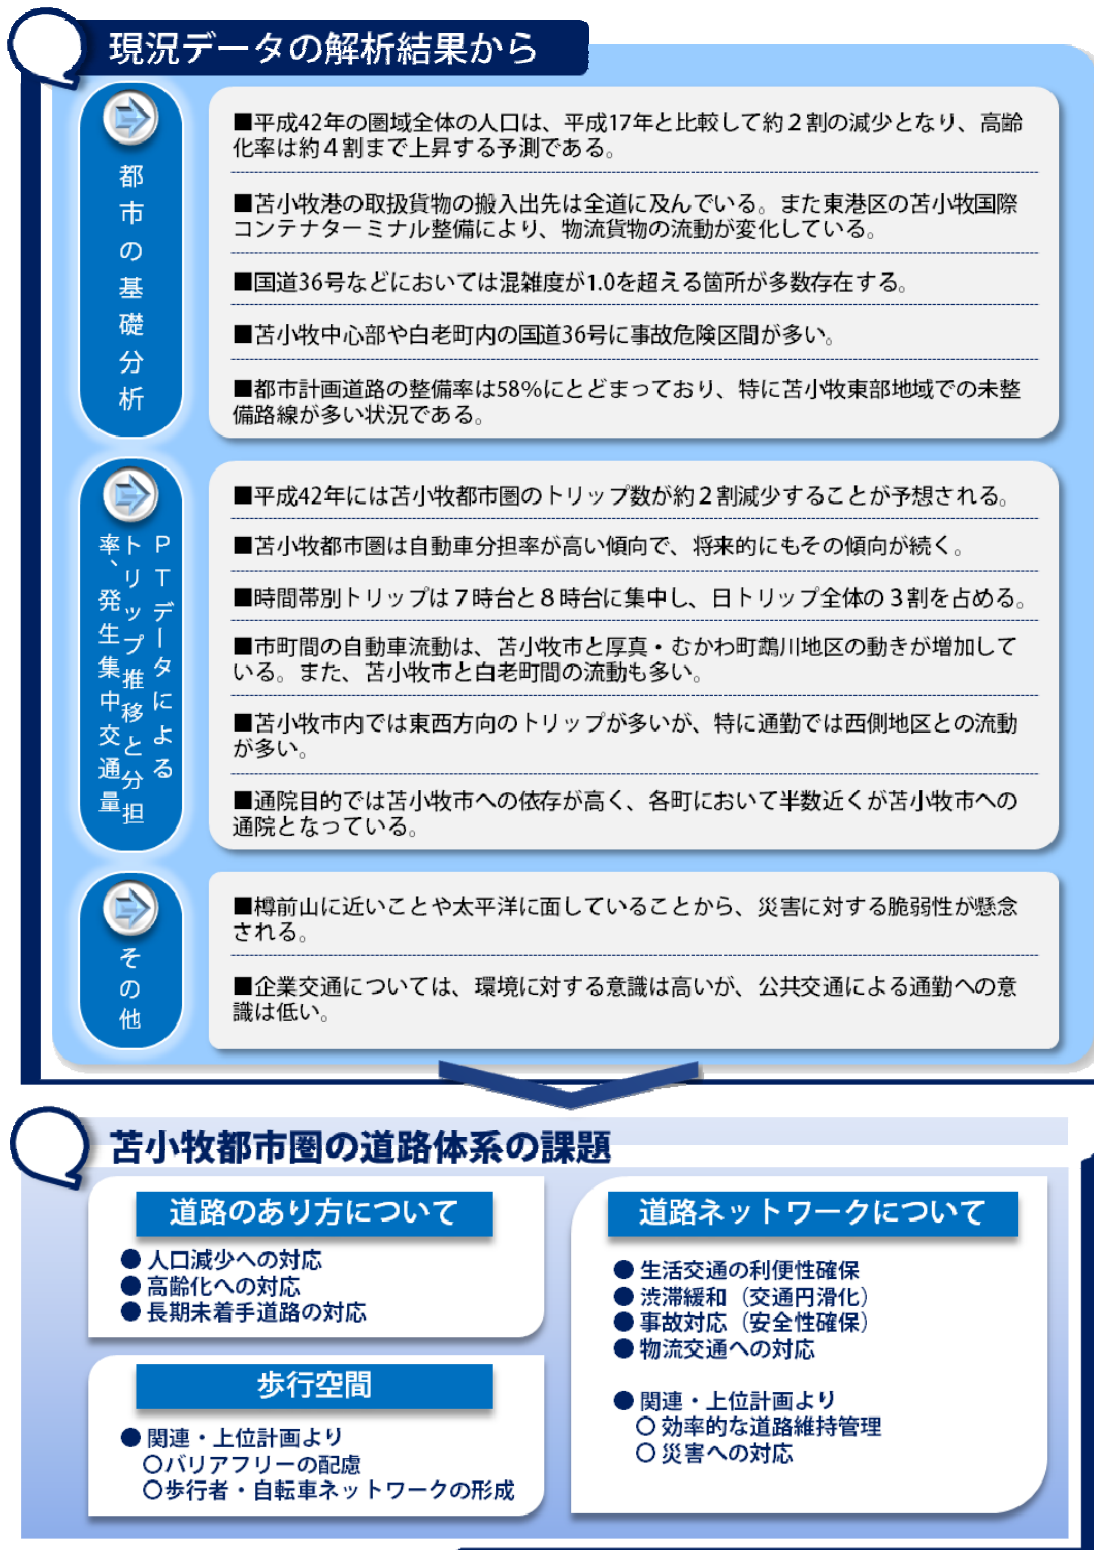 現況データの解析結果から
都市の基礎分析
■平成42年の圏域全体の人口は、平成17年と比較して約２割の減少となり、高齢
化率は約４割まで上昇する予測である。
■苫小牧港の取扱貨物の搬入出先は全道に及んでいる。また東港区の苫小牧国際
コンテナターミナル整備により、物流貨物の流動が変化している。
■国道36号などにおいては混雑度が1.0を超える箇所が多数存在する。
■苫小牧中心部や白老町内の国道36号に事故危険区間が多い。
■都市計画道路の整備率は58%にとどまっており、特に苫小牧東部地域での未整
備路線が多い状況である。
ＰＴデータによる
トリップ推移と分担
率、発生集中交通量
■平成42年には苫小牧都市圏のトリップ数が約２割減少することが予想される。
■苫小牧都市圏は自動車分担率が高い傾向で、将来的にもその傾向が続く。
■時間帯別トリップは７時台と８時台に集中し、日トリップ全体の３割を占める。
■市町間の自動車流動は、苫小牧市と厚真・むかわ町鵡川地区の動きが増加して
いる。また、苫小牧市と白老町間の流動も多い。
■苫小牧市内では東西方向のトリップが多いが、特に通勤では西側地区との流動
が多い。
■通院目的では苫小牧市への依存が高く、各町において半数近くが苫小牧市への
通院となっている。
その他
■樽前山に近いことや太平洋に面していることから、災害に対する脆弱性が懸念
される。
■企業交通については、環境に対する意識は高いが、公共交通による通勤への意
識は低い。
苫小牧都市圏の道路体系の課題
道路のあり方について
●人口減少への対応
●高齢化への対応
●長期未着手道路の対応
歩行空間
●関連・上位計画より
○バリアフリーの配慮
○歩行者・自転車ネットワークの形成
道路ネットワークについて
●生活交通の利便性確保
●渋滞緩和（交通円滑化）
●事故対応（安全性確保）
●物流交通への対応
●関連・上位計画より
○効率的な道路維持管理
○災害への対応